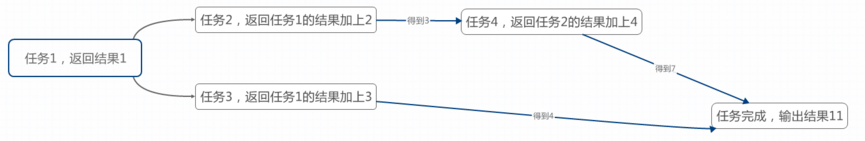 任务1，返回结果1
任务2，返回任务1的结果加上2
得到3
任务4，返回任务2的结果加上4
得到7
任务3，返回任务1的结果加上3
得到4
任务完成，输出结果11